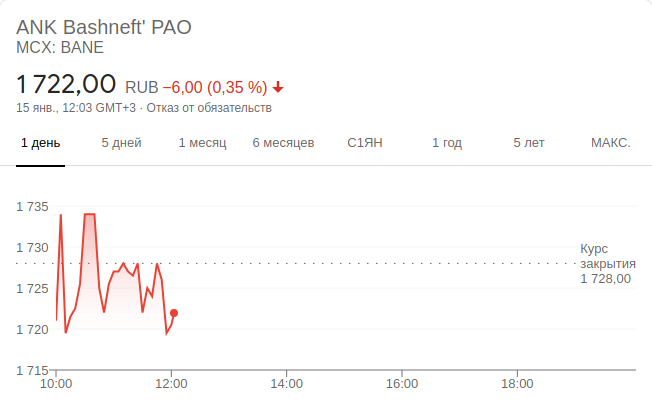 ANK Bashneft' PAO
MCX: BANE
1 722,00 RUB −6,00 (0,35 %)
15 янв., 12:03 GMT+3 · Отказ от обязательств
1 день 5 дней 1 месяц 6 месяцев С1ЯН 1 год 5 лет МАКС.
1 735
1 730
Курс
закрытия
1 728,00
1 725
1 720
1 715
10:00 12:00 14:00 16:00 18:00